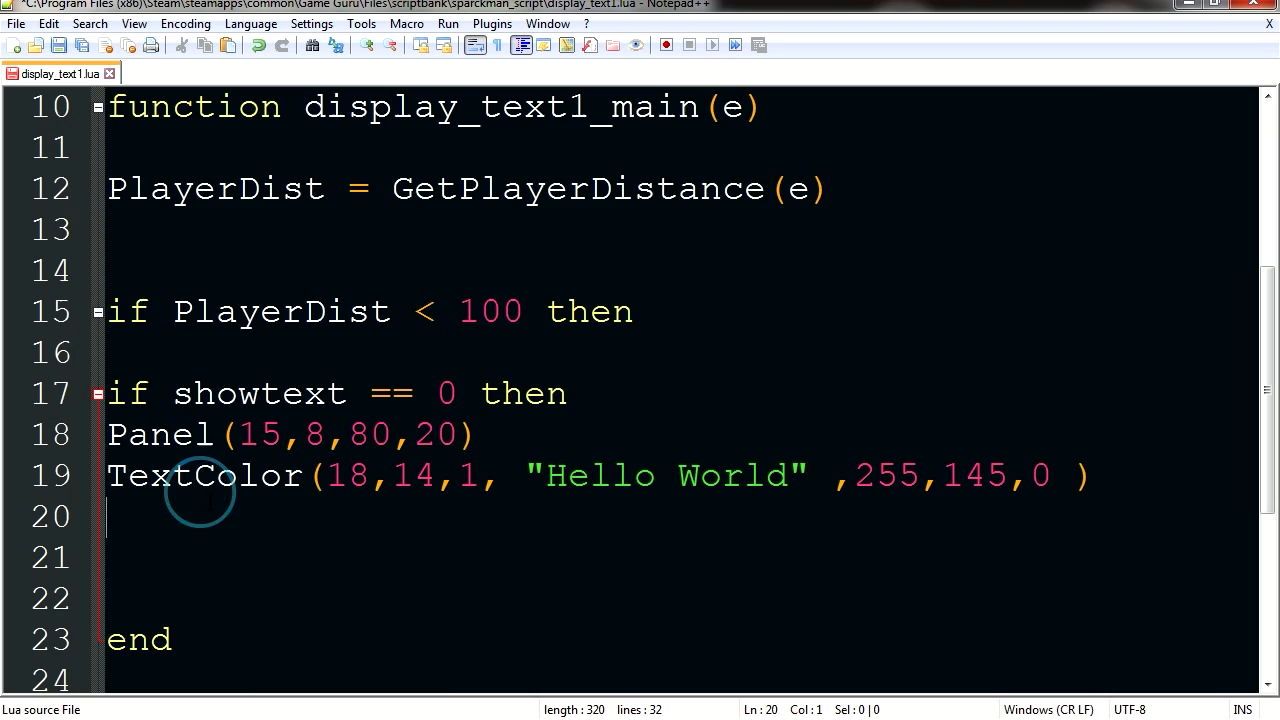 *C:\Program Files (x86)\Steam\steamapps\common\Game Guru\Files\scriptbank\sparckman_script\display_text1.lua - Notepad++
File Edit Search View Encoding Language Settings Tools Macro Run Plugins Window ? X
display_text1.lua
10 function display_text1_main(e)
11
12 PlayerDist = GetPlayerDistance(e)
13
14
15 if PlayerDist < 100 then
16
17 if showtext == 0 then
18 Panel(15,8,80,20)
19 TextColor(18,14,1, "Hello World" ,255,145,0 )
20
21
22
23 end
24
Lua source File length : 320 lines : 32 Ln : 20 Col : 1 Sel : 0 | 0 Windows (CR LF) UTF-8 INS